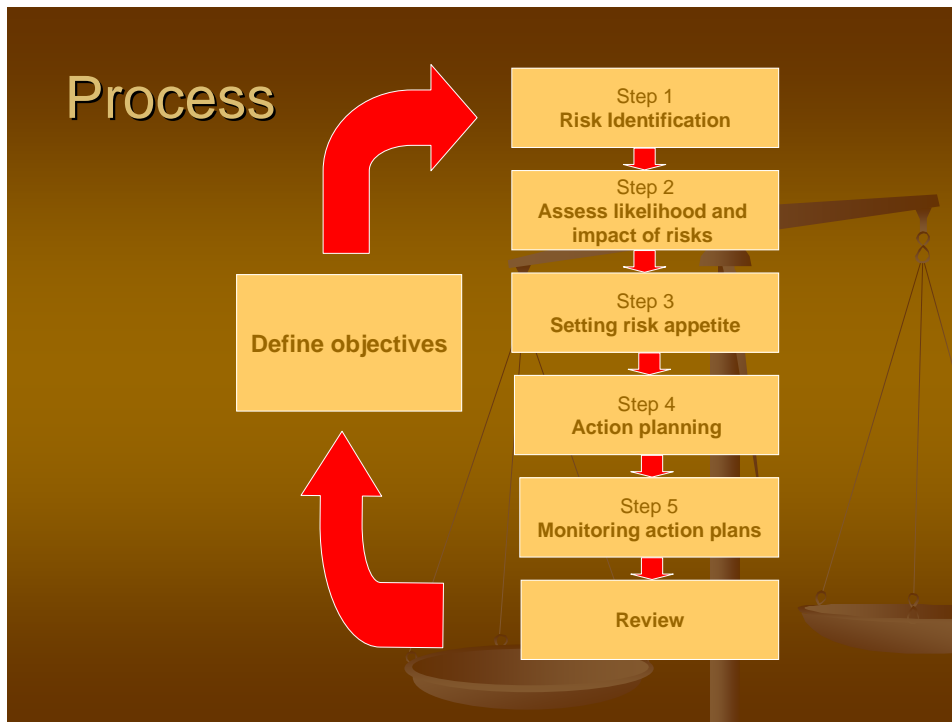 Process
Step 1
Risk Identification
Step 2
Assess likelihood and
impact of risks
Step 3
Setting risk appetite
Define objectives
Step 4
Action planning
Step 5
Monitoring action plans
Review